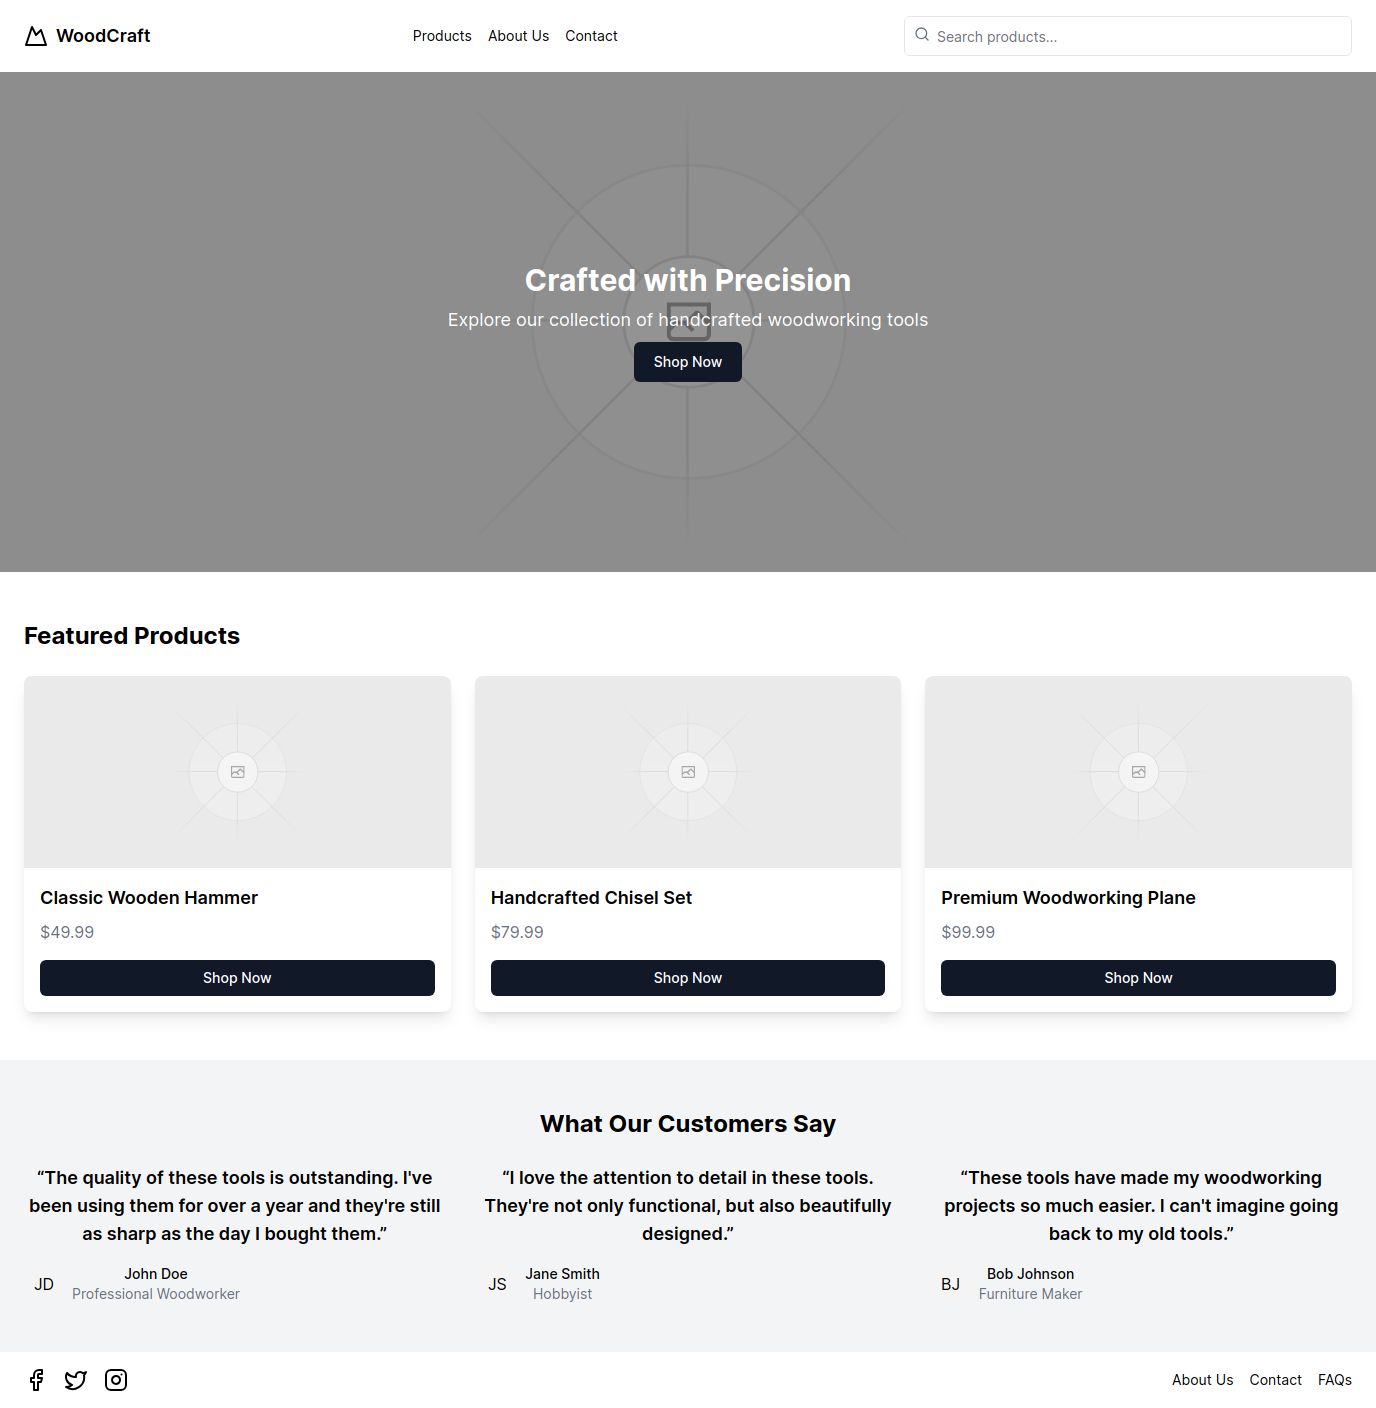 WoodCraft
Products About Us Contact
Search products...
Crafted with Precision
Explore our collection of handcrafted woodworking tools
Shop Now
Featured Products
Classic Wooden Hammer
$49.99
Shop Now
Handcrafted Chisel Set
$79.99
Shop Now
Premium Woodworking Plane
$99.99
Shop Now
What Our Customers Say
“The quality of these tools is outstanding. I've
been using them for over a year and they're still
as sharp as the day I bought them.”
JD
John Doe
Professional Woodworker
“I love the attention to detail in these tools.
They're not only functional, but also beautifully
designed.”
JS
Jane Smith
Hobbyist
“These tools have made my woodworking
projects so much easier. I can't imagine going
back to my old tools.”
BJ
Bob Johnson
Furniture Maker
About Us Contact FAQs